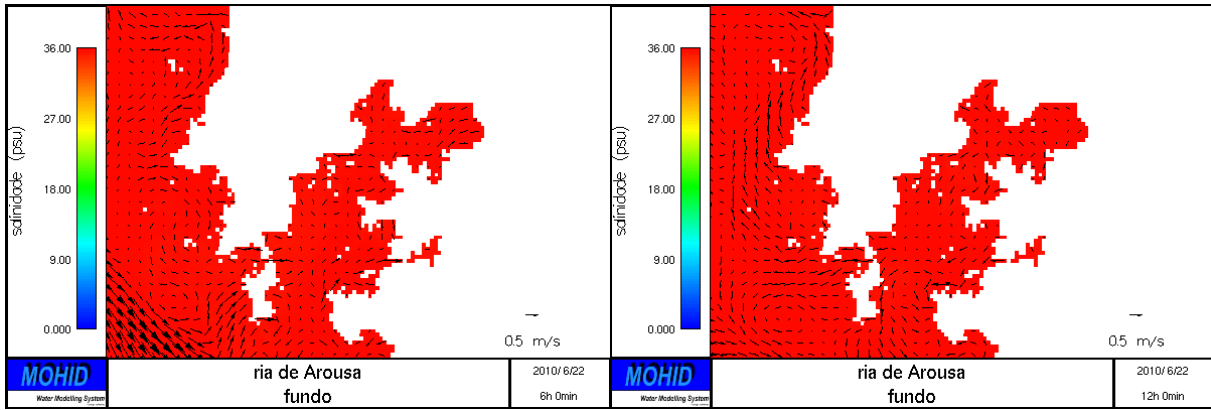 36.00
27.00
18.00
9.00
0.000
salinidade (psu)
0.5 m/s
MOHID
Water Modelling System
ria de Arousa
fundo
2010/6/22
6h 0min
36.00
27.00
18.00
9.00
0.000
salinidade (psu)
0.5 m/s
MOHID
Water Modelling System
ria de Arousa
fundo
2010/6/22
12h 0min